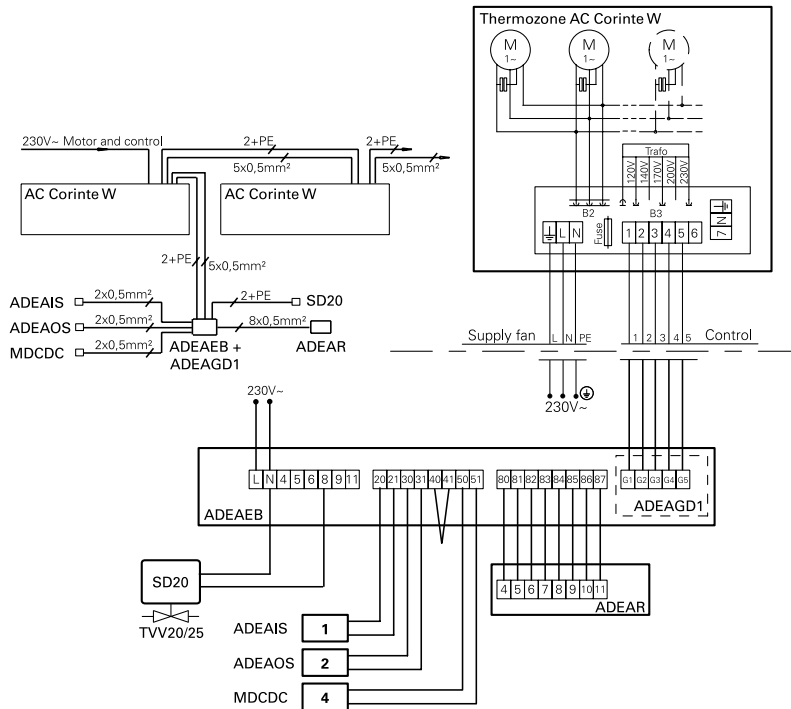 Thermozone AC Corinte W
M 1~ M 1~ M 1~
230V~ Motor and control 2+PE 2+PE
5x0,5mm² 5x0,5mm²
AC Corinte W AC Corinte W
Trafo
120V 140V 170V 200V 230V
B2 B3
L N Fuse 1 2 3 4 5 6 7 N
2+PE 5x0,5mm²
ADEAIS 2x0,5mm² 2+PE SD20
ADEAOS 2x0,5mm² 8x0,5mm² ADEAR
MDCDC 2x0,5mm²
ADEAEB +
ADEAGD1
Supply fan L N PE 1 2 3 4 5 Control
230V~
230V~
L N 4 5 6 8 9 11 20 21 30 31 40 41 50 51 80 81 82 83 84 85 86 87 G1 G2 G3 G4 G5
ADEAEB ADEAGD1
SD20
TVV20/25
4 5 6 7 8 9 10 11
ADEAR
ADEAIS 1
ADEAOS 2
MDCDC 4